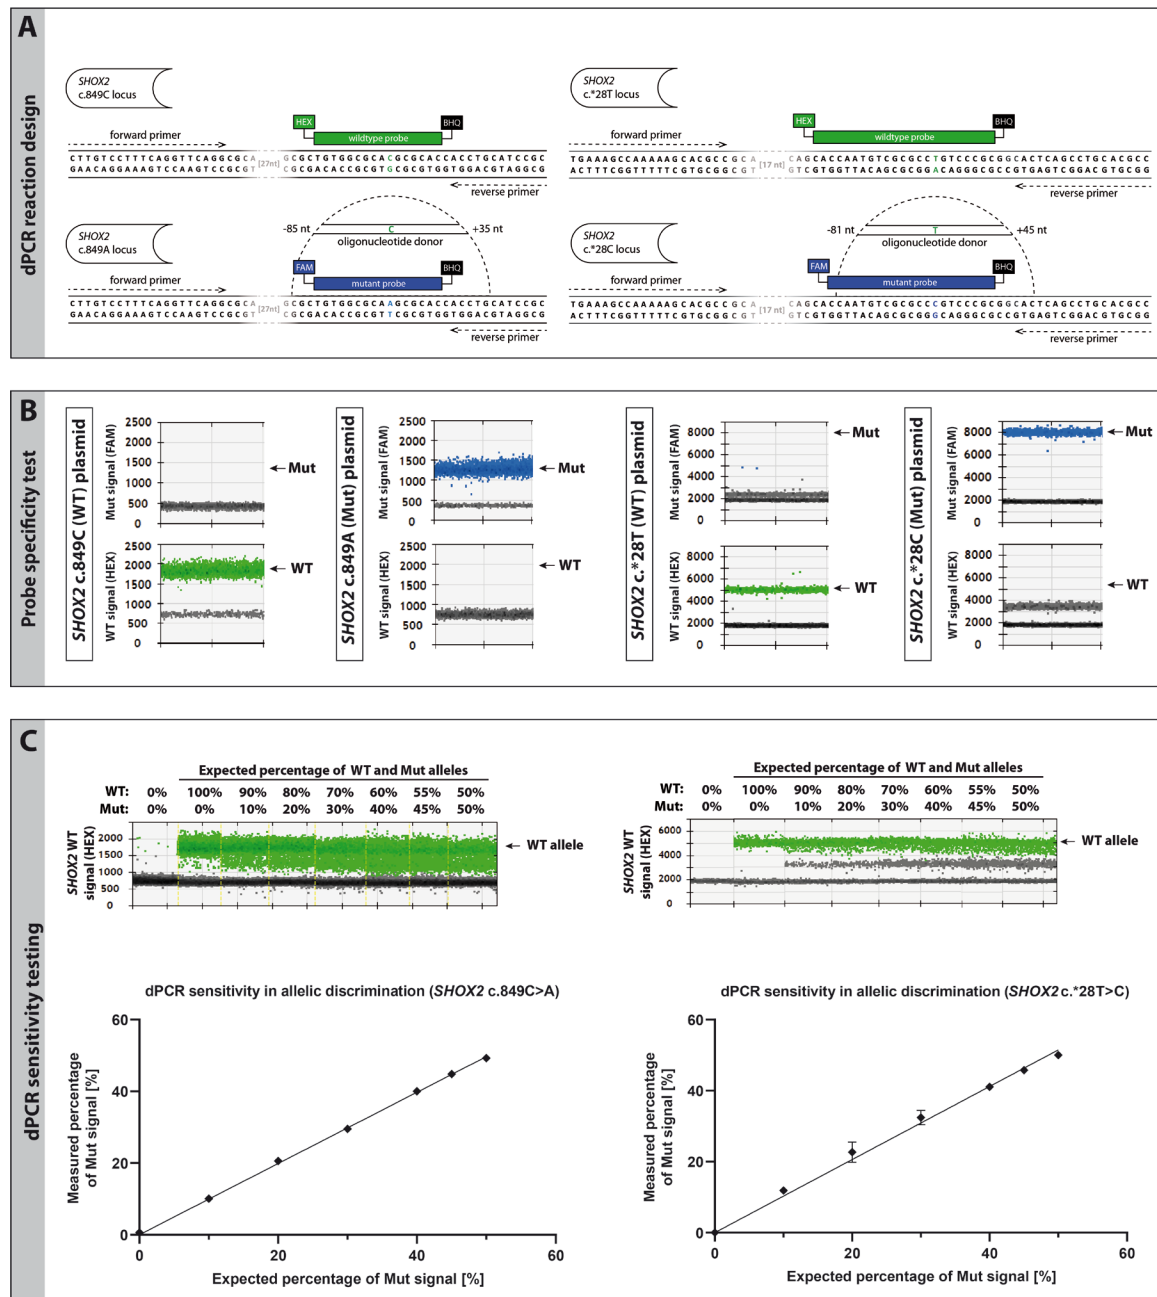 A
dPCR reaction design
SHOX2
c.849C locus
HEX
BHQ
forward primer
wildtype probe
CTTGTCCTTTCAGGTTCAGGCGCA [27nt] GCGCTGTGGCGCACGCGCACCACCTGCATCCGC
GAACAGGAAAGTCCAAGTCCGCGT CGCGACACCGCGTGCGCGTGGTGGACGTAGGCG
reverse primer
SHOX2
c.849A locus
-85 nt
C
+35 nt
oligonucleotide donor
FAM
BHQ
forward primer
mutant probe
CTTGTCCTTTCAGGTTCAGGCGCA [27nt] GCGCTGTGGCGCAAGCGCACCACCTGCATCCGC
GAACAGGAAAGTCCAAGTCCGCGT CGCGACACCGCGTTCGCGTGGTGGACGTAGGCG
reverse primer
SHOX2
c.*28T locus
HEX
BHQ
forward primer
wildtype probe
TGAAAGCCAAAAAGCACGCCGCA [17 nt] CAGCACCAATGTCGCGCCTGTCCCGCGGCACTCAGCCTGCACGCC
ACTTTCGGTTTTTCGTGCGGCGT GTCGTGGTTACAGCGCGGACAGGGCGCCGTGAGTCGGACGTGCGG
reverse primer
SHOX2
c.*28C locus
-81 nt
T
+45 nt
oligonucleotide donor
FAM
BHQ
forward primer
mutant probe
TGAAAGCCAAAAAGCACGCCGCA [17 nt] CAGCACCAATGTCGCGCCCGTCCCGCGGCACTCAGCCTGCACGCC
ACTTTCGGTTTTTCGTGCGGCGT GTCGTGGTTACAGCGCGGGCAGGGCGCCGTGAGTCGGACGTGCGG
reverse primer
B
Probe specificity test
SHOX2 c.849C (WT) plasmid
Mut signal (FAM)
2500
2000
1500
1000
500
0
Mut
WT signal (HEX)
2500
2000
1500
1000
500
0
WT
SHOX2 c.849A (Mut) plasmid
Mut signal (FAM)
2500
2000
1500
1000
500
0
Mut
WT signal (HEX)
2500
2000
1500
1000
500
0
WT
SHOX2 c.*28T (WT) plasmid
Mut signal (FAM)
8000
6000
4000
2000
0
Mut
WT signal (HEX)
8000
6000
4000
2000
0
WT
SHOX2 c.*28C (Mut) plasmid
Mut signal (FAM)
8000
6000
4000
2000
0
Mut
WT signal (HEX)
8000
6000
4000
2000
0
WT
C
dPCR sensitivity testing
Expected percentage of WT and Mut alleles
WT: 0% 100% 90% 80% 70% 60% 55% 50%
Mut: 0% 0% 10% 20% 30% 40% 45% 50%
SHOX2 WT
signal (HEX)
2000
1500
1000
500
0
WT allele
Expected percentage of WT and Mut alleles
WT: 0% 100% 90% 80% 70% 60% 55% 50%
Mut: 0% 0% 10% 20% 30% 40% 45% 50%
SHOX2 WT
signal (HEX)
6000
4000
2000
0
WT allele
dPCR sensitivity in allelic discrimination (SHOX2 c.849C>A)
Measured percentage
of Mut signal [%]
60
40
20
0
0 20 40 60
Expected percentage of Mut signal [%]
dPCR sensitivity in allelic discrimination (SHOX2 c.*28T>C)
Measured percentage
of Mut signal [%]
60
40
20
0
0 20 40 60
Expected percentage of Mut signal [%]